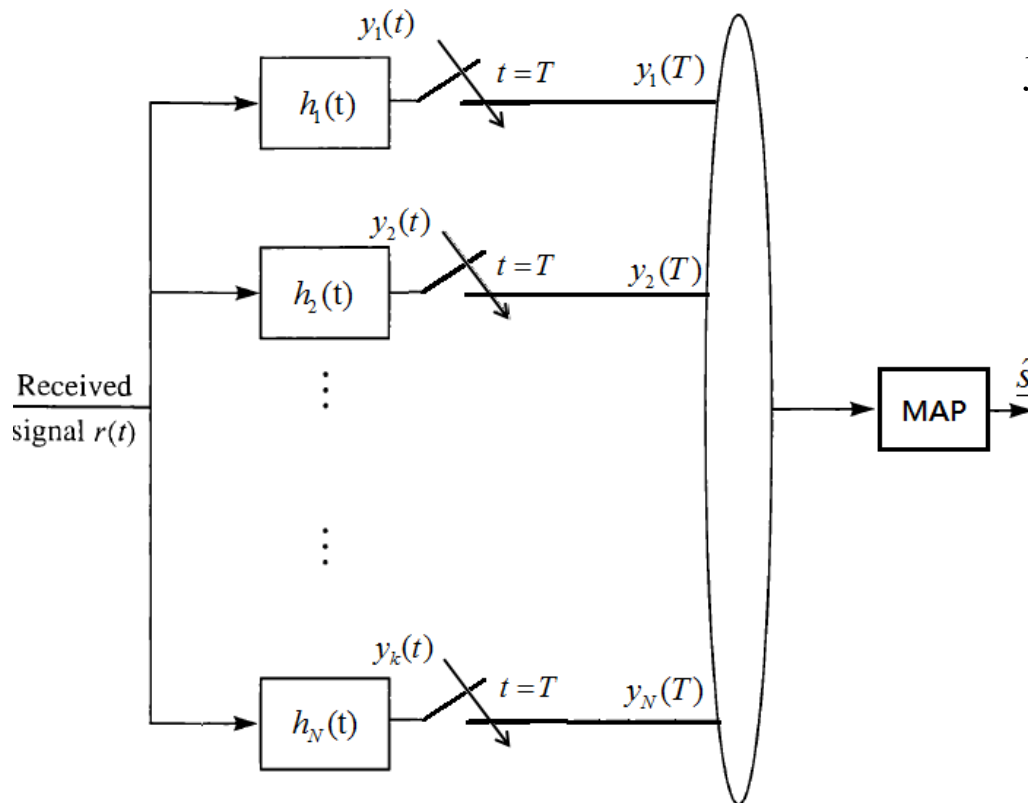 y₁(t)
t = T
y₁(T)
h₁(t)
y₂(t)
t = T
y₂(T)
h₂(t)
⋮
Received
signal r(t)
MAP
ŝ
⋮
yₖ(t)
t = T
y_N(T)
h_N(t)